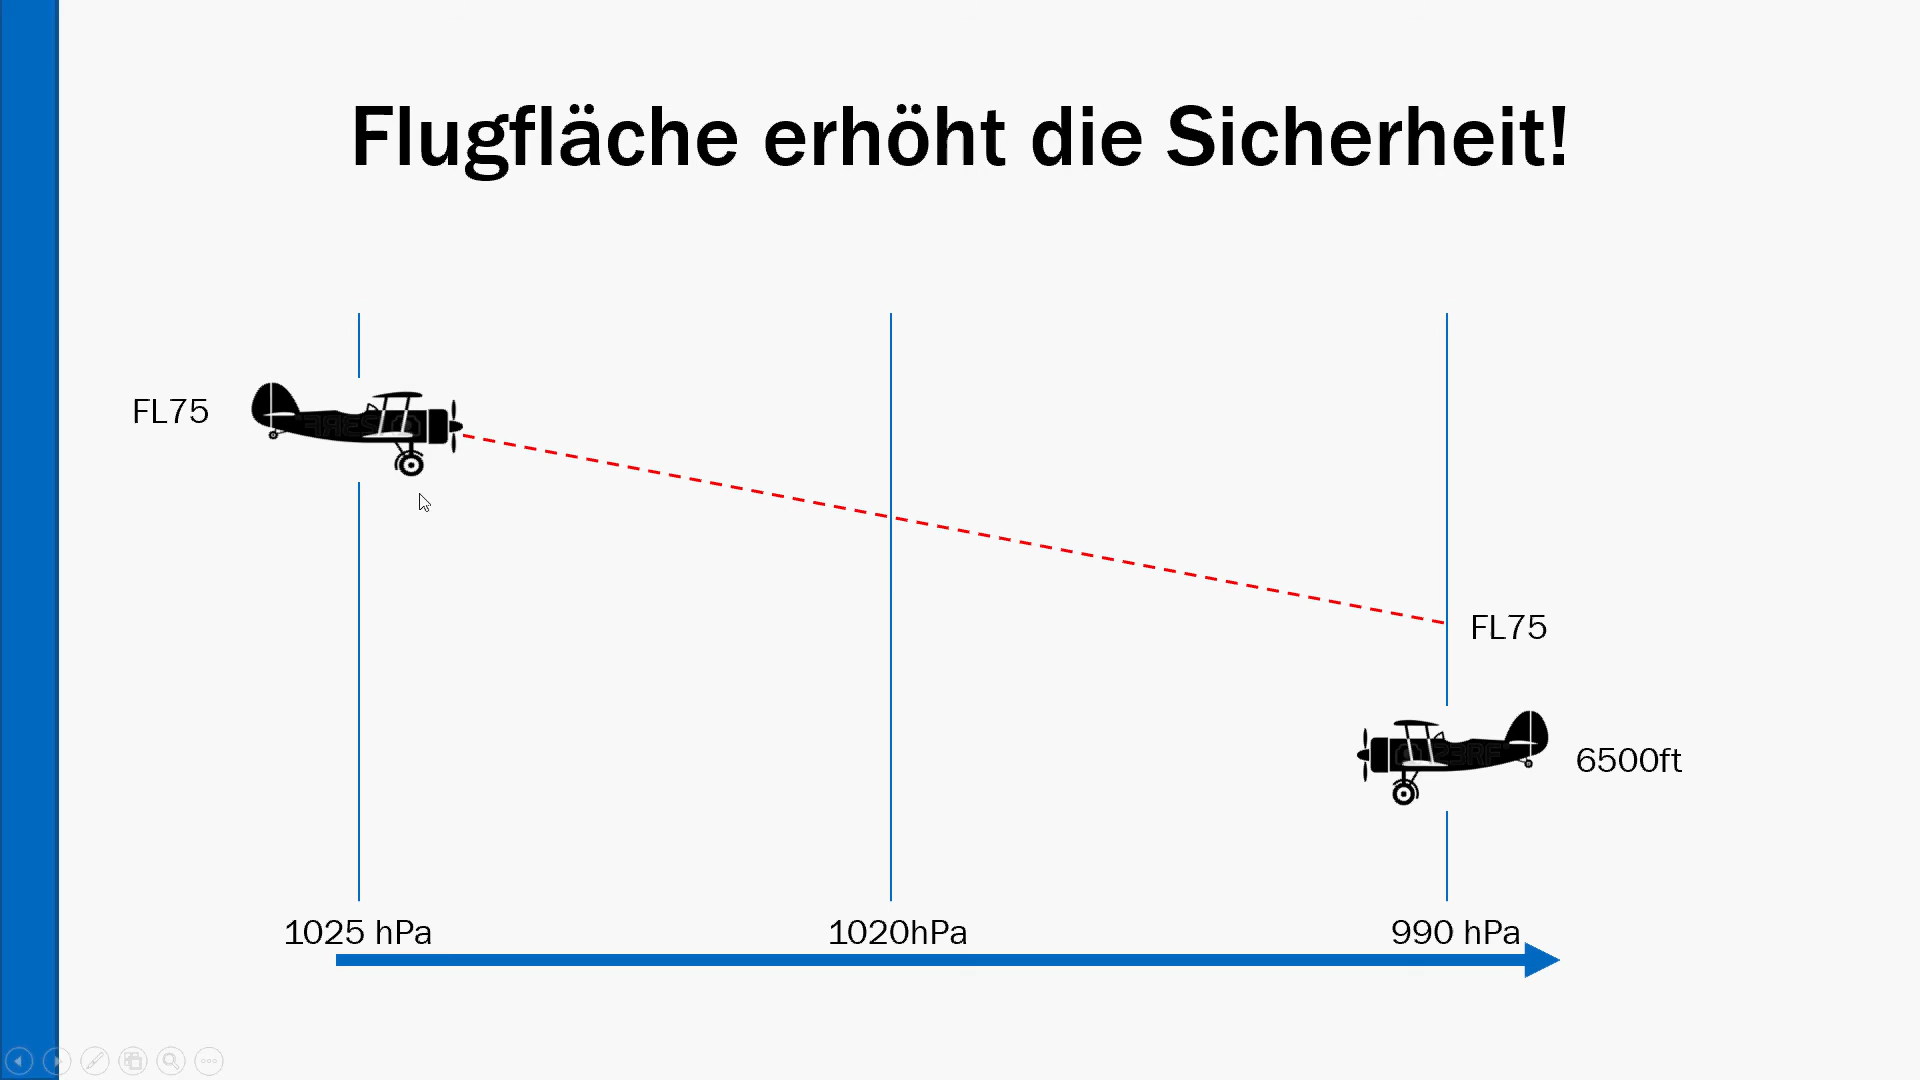 Flugfläche erhöht die Sicherheit!
FL75
FL75
6500ft
1025 hPa
1020hPa
990 hPa